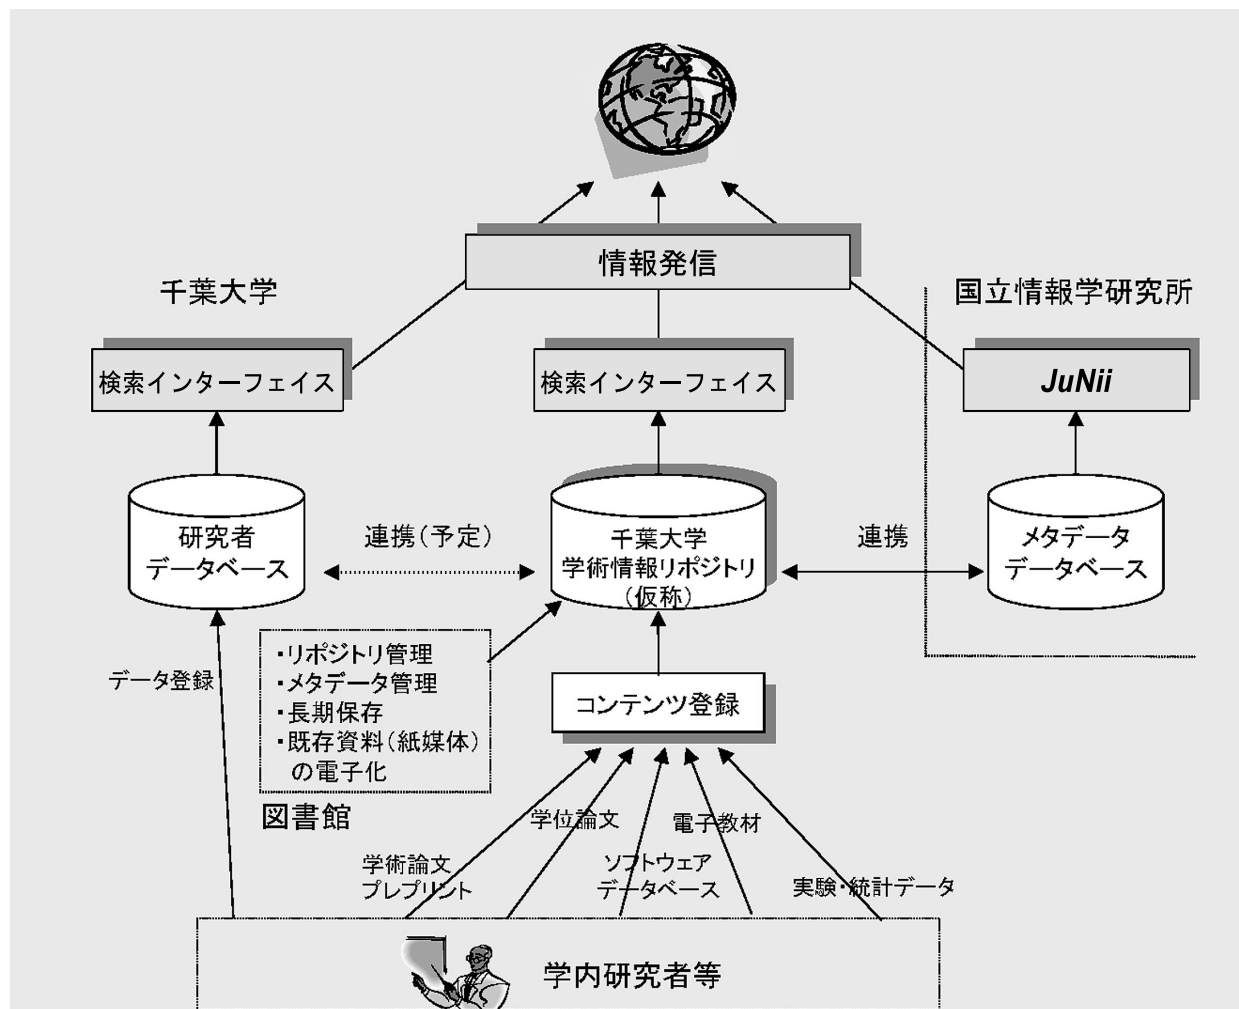 情報発信
千葉大学
国立情報学研究所
検索インターフェイス
検索インターフェイス
JuNii
研究者
データベース
連携(予定)
千葉大学
学術情報リポジトリ
(仮称)
連携
メタデータ
データベース
データ登録
・リポジトリ管理
・メタデータ管理
・長期保存
・既存資料(紙媒体)
の電子化
図書館
コンテンツ登録
学位論文
電子教材
学術論文
プレプリント
ソフトウェア
データベース
実験・統計データ
学内研究者等